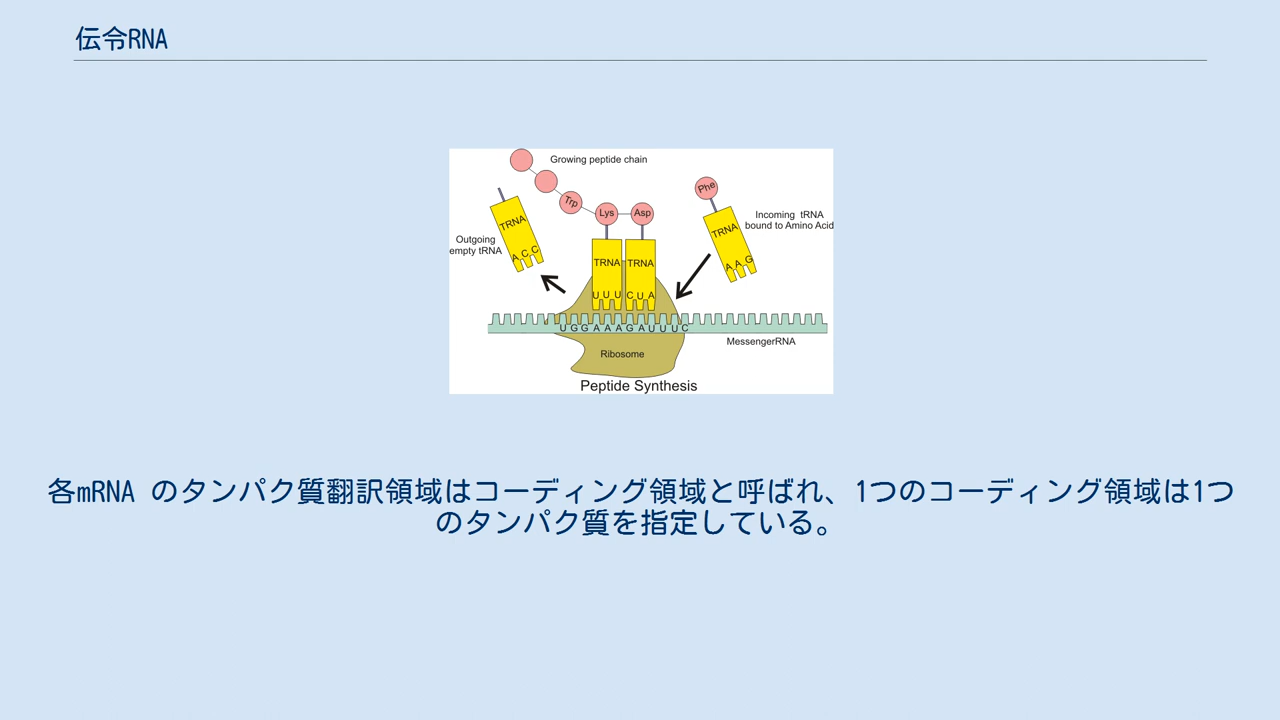 伝令RNA
Growing peptide chain
Trp
Lys
Asp
Phe
TRNA
Outgoing
empty tRNA
A C C
TRNA
TRNA
TRNA
Incoming tRNA
bound to Amino Acid
A A G
U U U C U A
U G G A A A G A U U U C
MessengerRNA
Ribosome
Peptide Synthesis
各mRNA のタンパク質翻訳領域はコーディング領域と呼ばれ、1つのコーディング領域は1つ
のタンパク質を指定している。